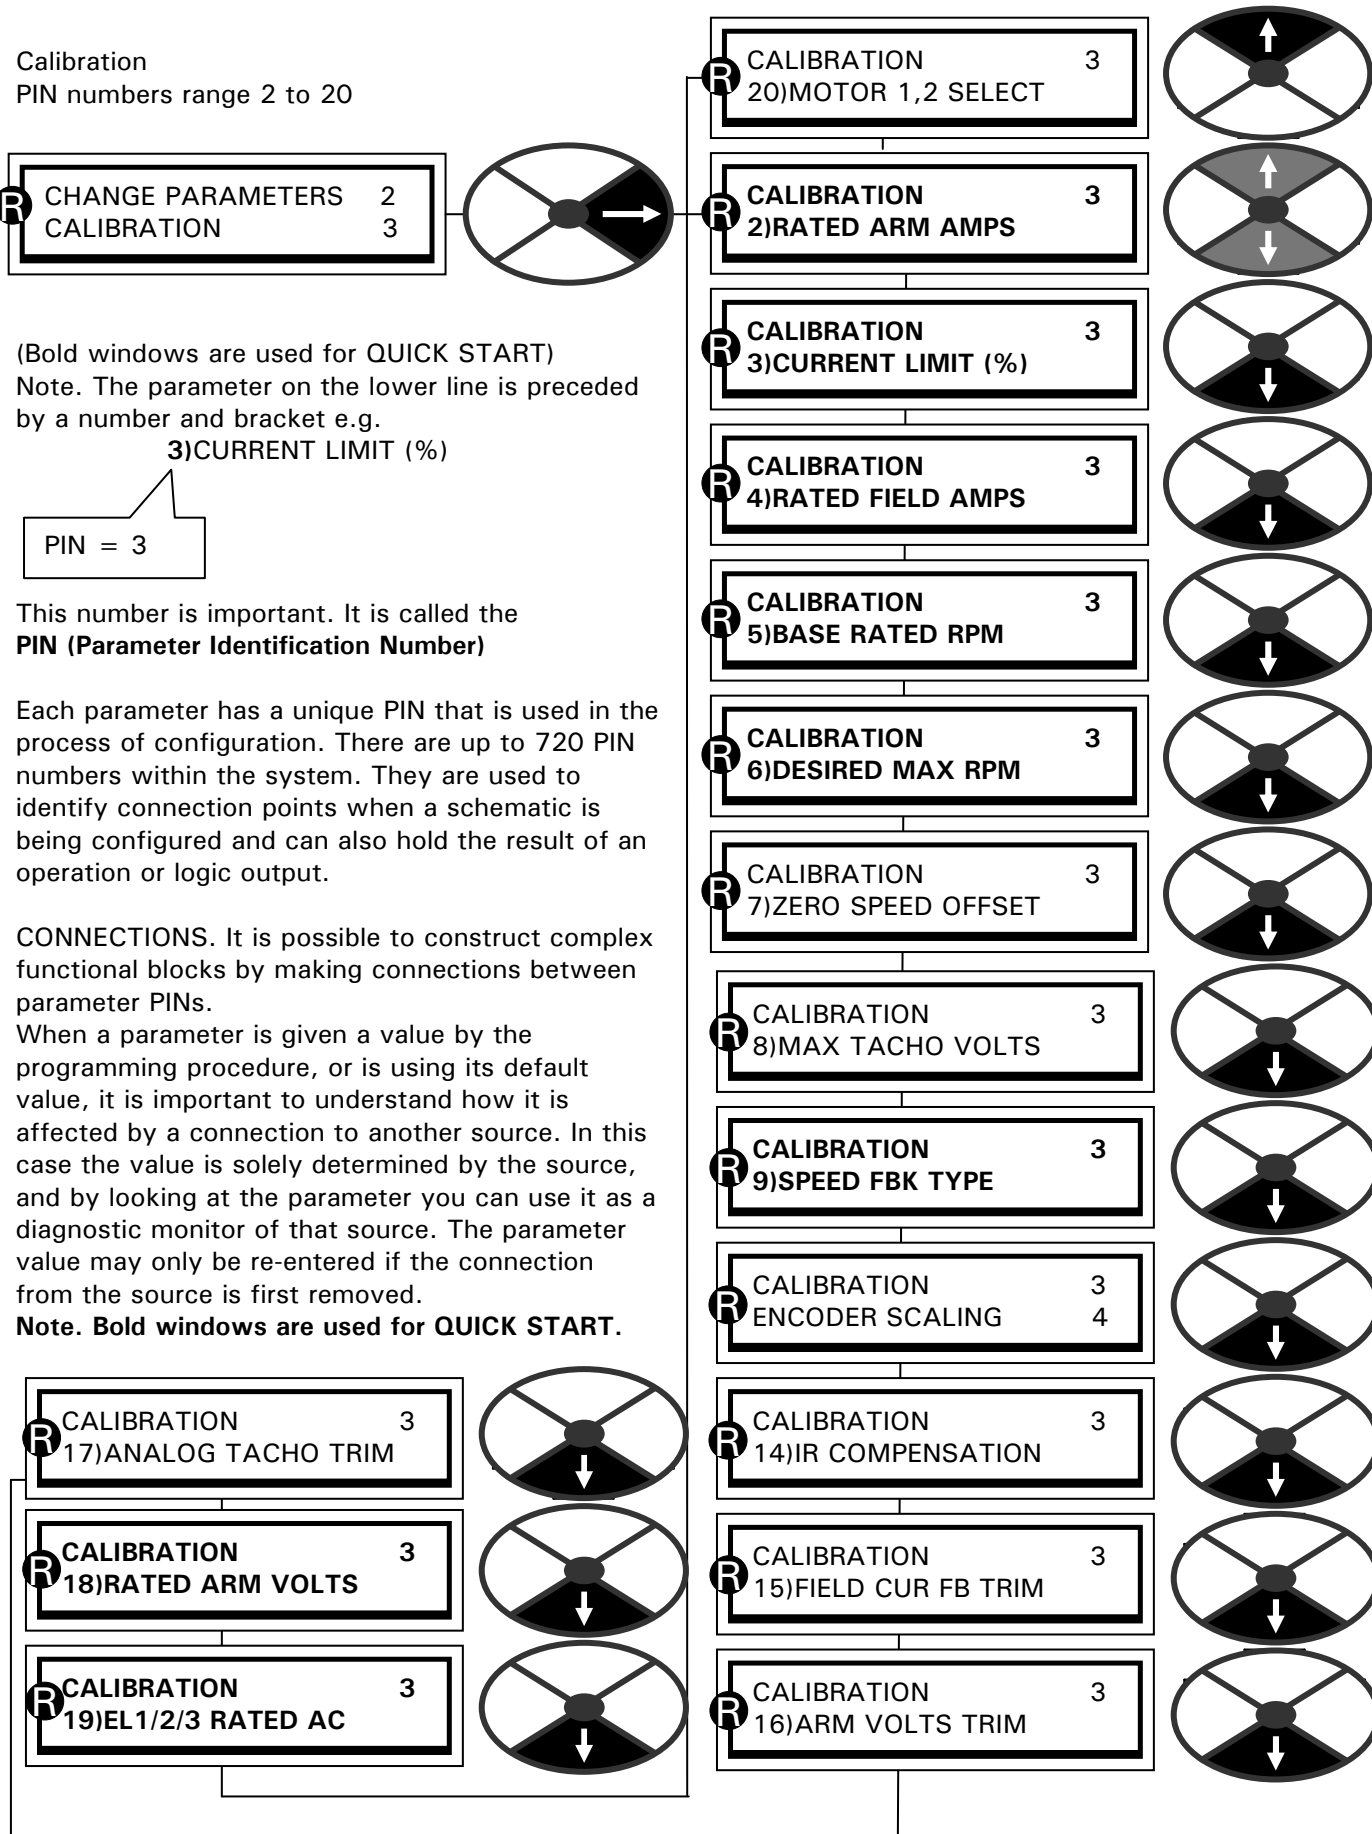 Calibration
PIN numbers range 2 to 20
R
CHANGE PARAMETERS 2
CALIBRATION 3
(Bold windows are used for QUICK START)
Note. The parameter on the lower line is preceded
by a number and bracket e.g.
3)CURRENT LIMIT (%)
PIN = 3
This number is important. It is called the
PIN (Parameter Identification Number)
Each parameter has a unique PIN that is used in the
process of configuration. There are up to 720 PIN
numbers within the system. They are used to
identify connection points when a schematic is
being configured and can also hold the result of an
operation or logic output.
CONNECTIONS. It is possible to construct complex
functional blocks by making connections between
parameter PINs.
When a parameter is given a value by the
programming procedure, or is using its default
value, it is important to understand how it is
affected by a connection to another source. In this
case the value is solely determined by the source,
and by looking at the parameter you can use it as a
diagnostic monitor of that source. The parameter
value may only be re-entered if the connection
from the source is first removed.
Note. Bold windows are used for QUICK START.
R
CALIBRATION 3
20)MOTOR 1,2 SELECT
R
CALIBRATION 3
2)RATED ARM AMPS
R
CALIBRATION 3
3)CURRENT LIMIT (%)
R
CALIBRATION 3
4)RATED FIELD AMPS
R
CALIBRATION 3
5)BASE RATED RPM
R
CALIBRATION 3
6)DESIRED MAX RPM
R
CALIBRATION 3
7)ZERO SPEED OFFSET
R
CALIBRATION 3
8)MAX TACHO VOLTS
R
CALIBRATION 3
9)SPEED FBK TYPE
R
CALIBRATION 3
ENCODER SCALING 4
R
CALIBRATION 3
14)IR COMPENSATION
R
CALIBRATION 3
15)FIELD CUR FB TRIM
R
CALIBRATION 3
16)ARM VOLTS TRIM
R
CALIBRATION 3
17)ANALOG TACHO TRIM
R
CALIBRATION 3
18)RATED ARM VOLTS
R
CALIBRATION 3
19)EL1/2/3 RATED AC